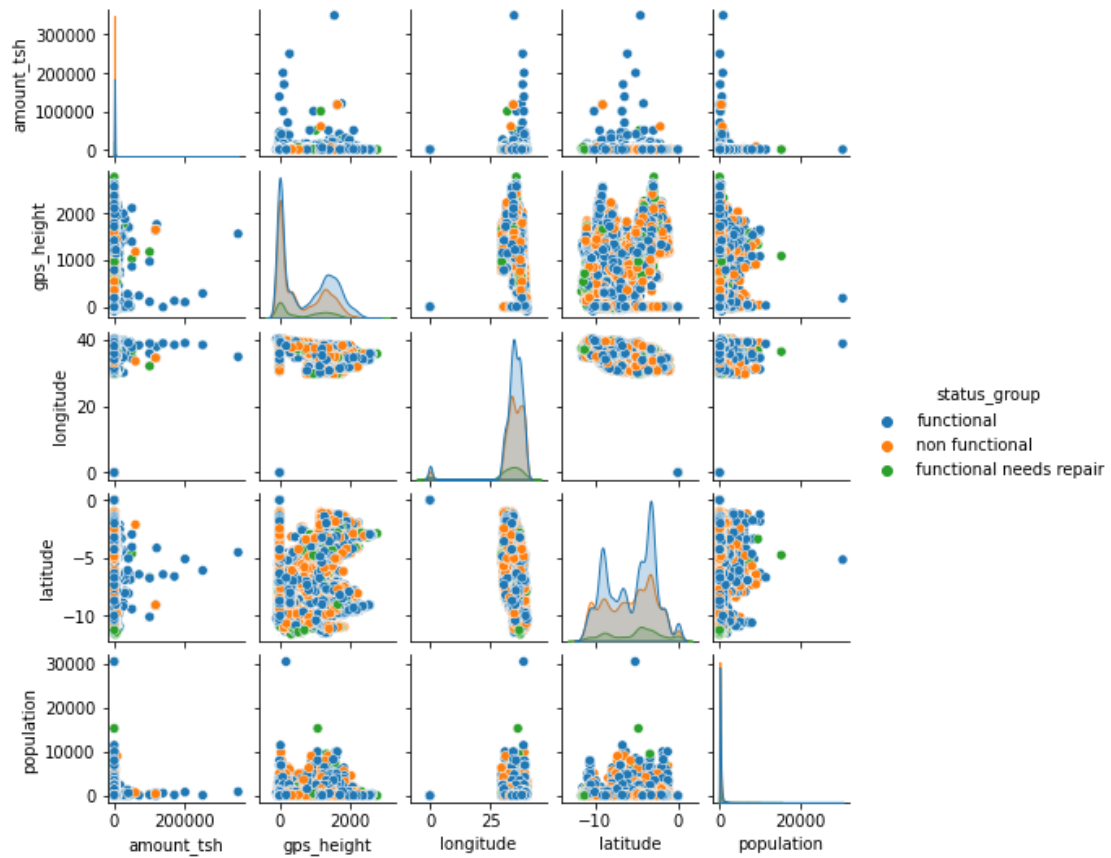 amount_tsh
300000
200000
100000
0
gps_height
2000
1000
0
longitude
40
20
0
latitude
0
−5
−10
population
30000
20000
10000
0
0 200000 0 2000 0 25 −10 0 0 20000
amount_tsh gps_height longitude latitude population
status_group
functional
non functional
functional needs repair